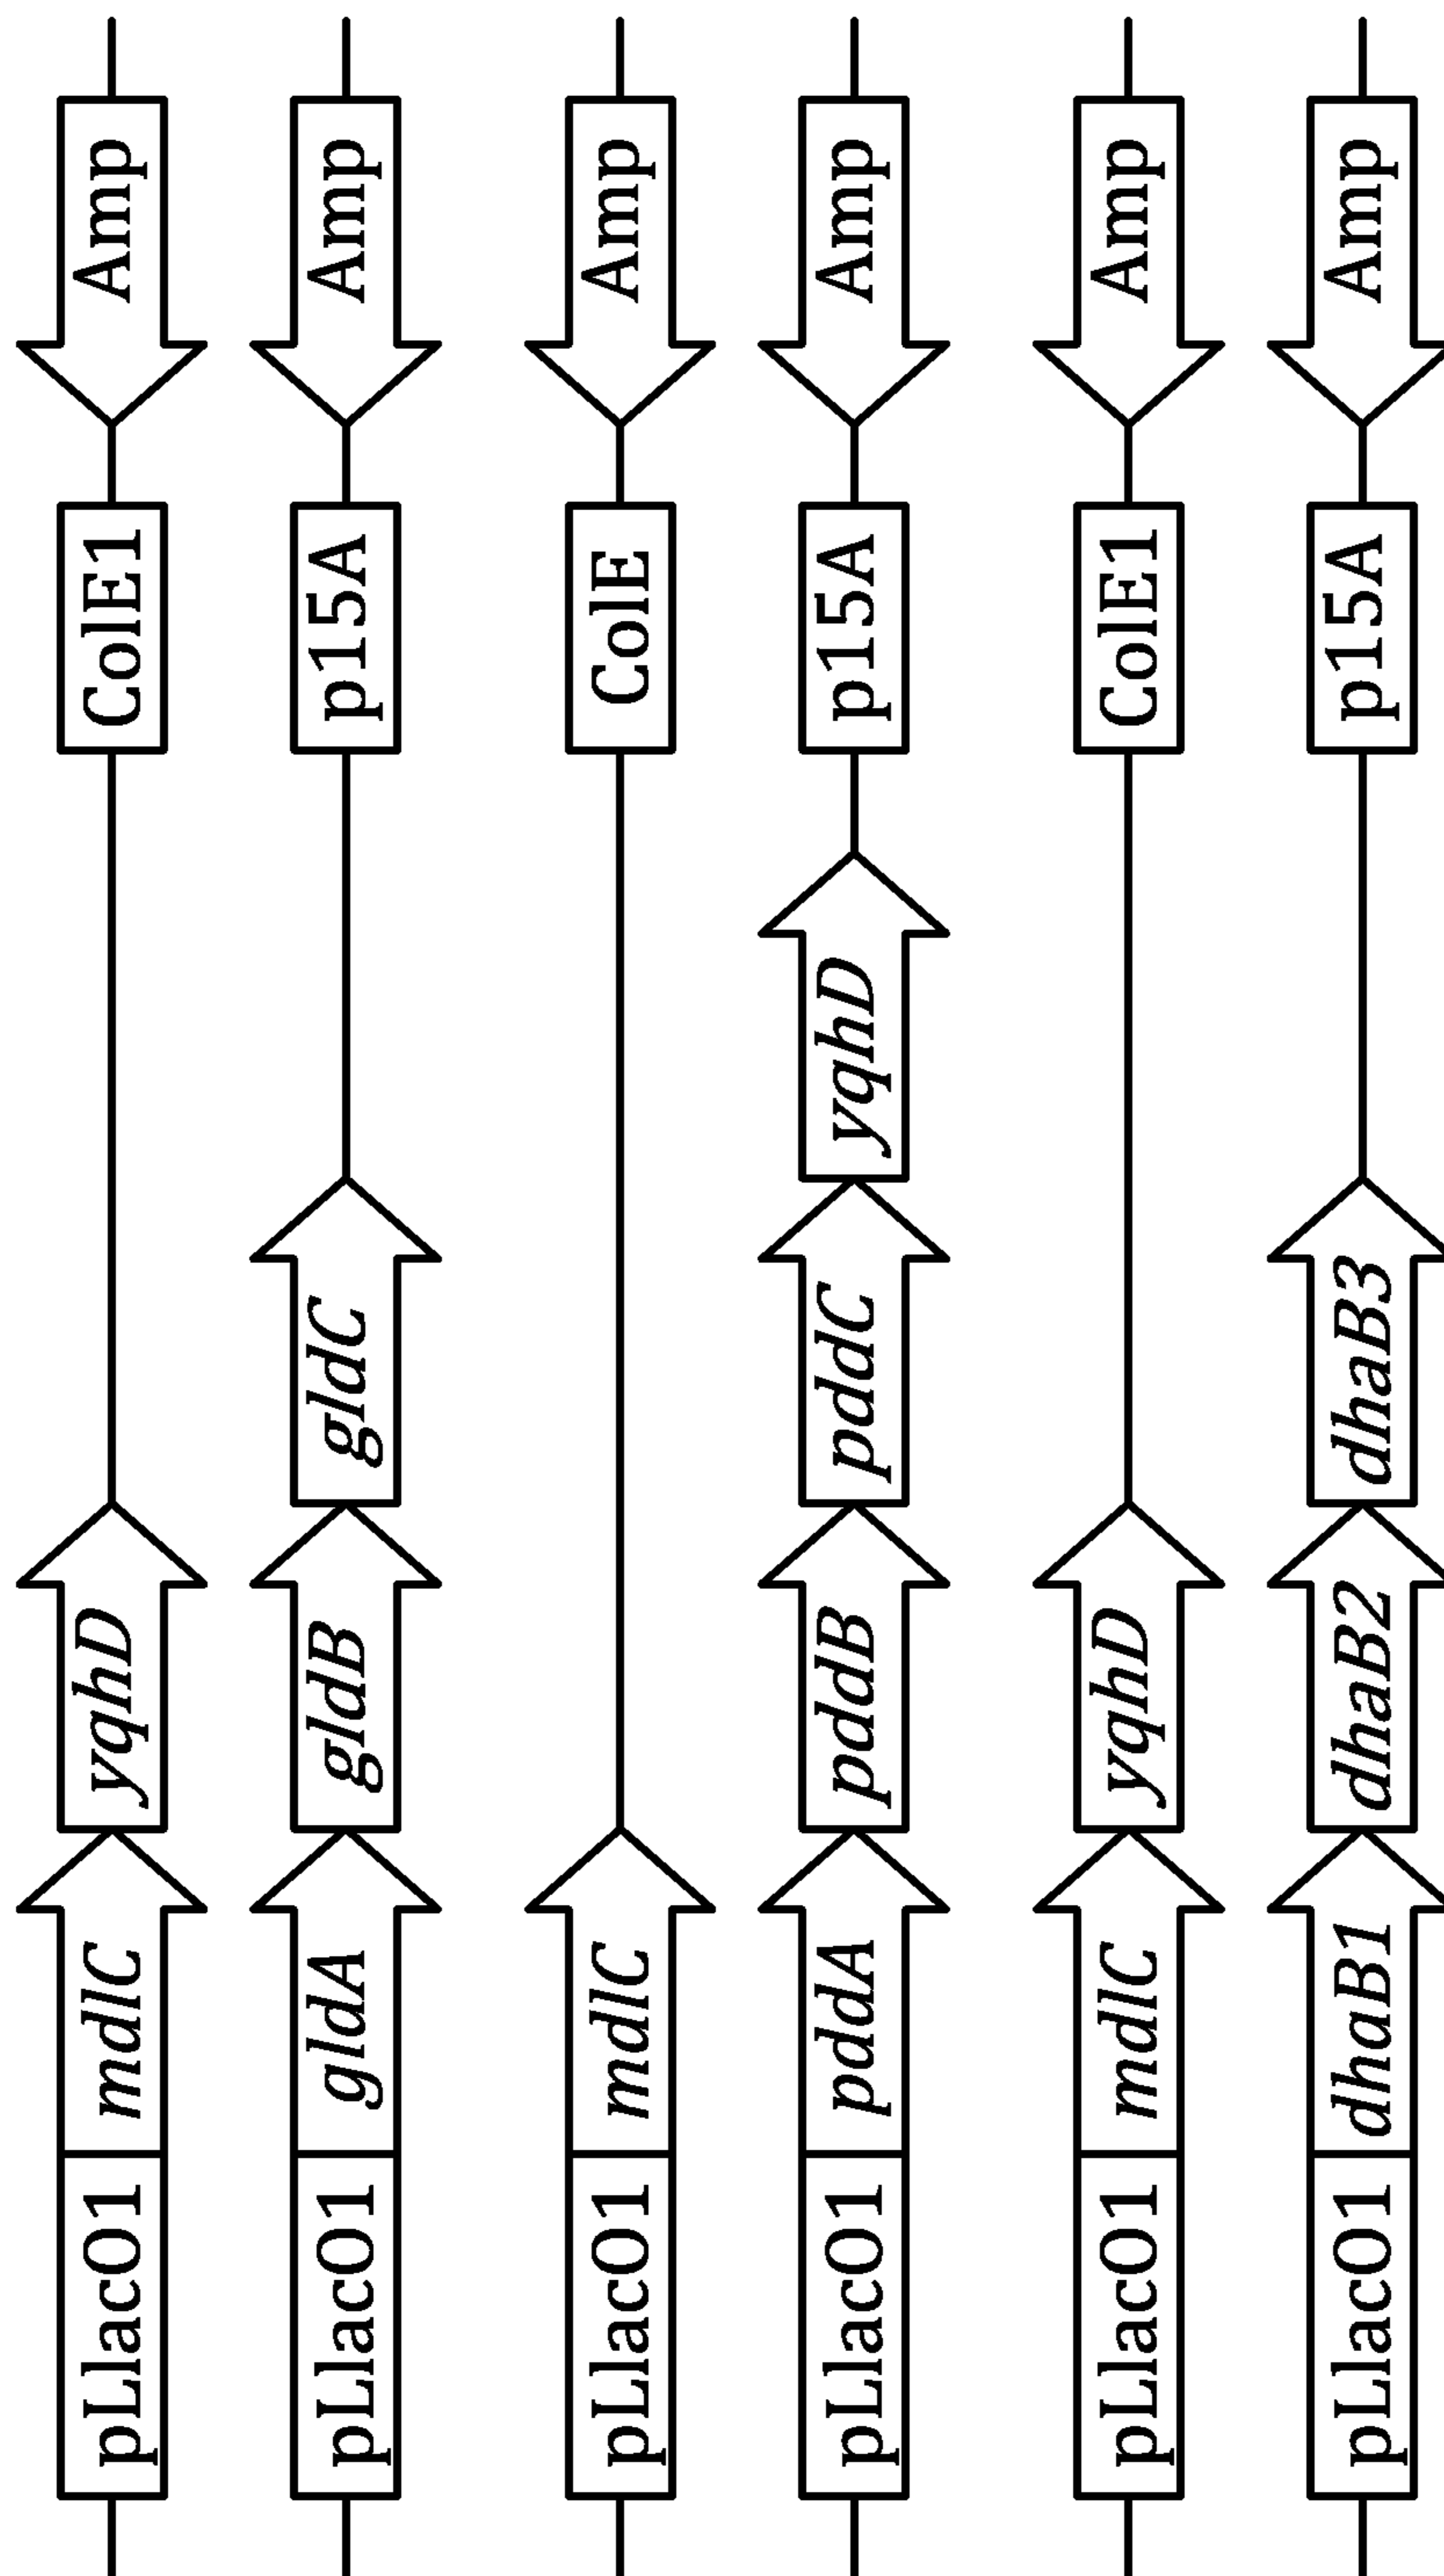 pLlacO1 mdlC yqhD ColE1 Amp
pLlacO1 gldA gldB gldC p15A Amp
pLlacO1 mdlC ColE Amp
pLlacO1 pddA pddB pddC yqhD p15A Amp
pLlacO1 mdlC yqhD ColE1 Amp
pLlacO1 dhaB1 dhaB2 dhaB3 p15A Amp